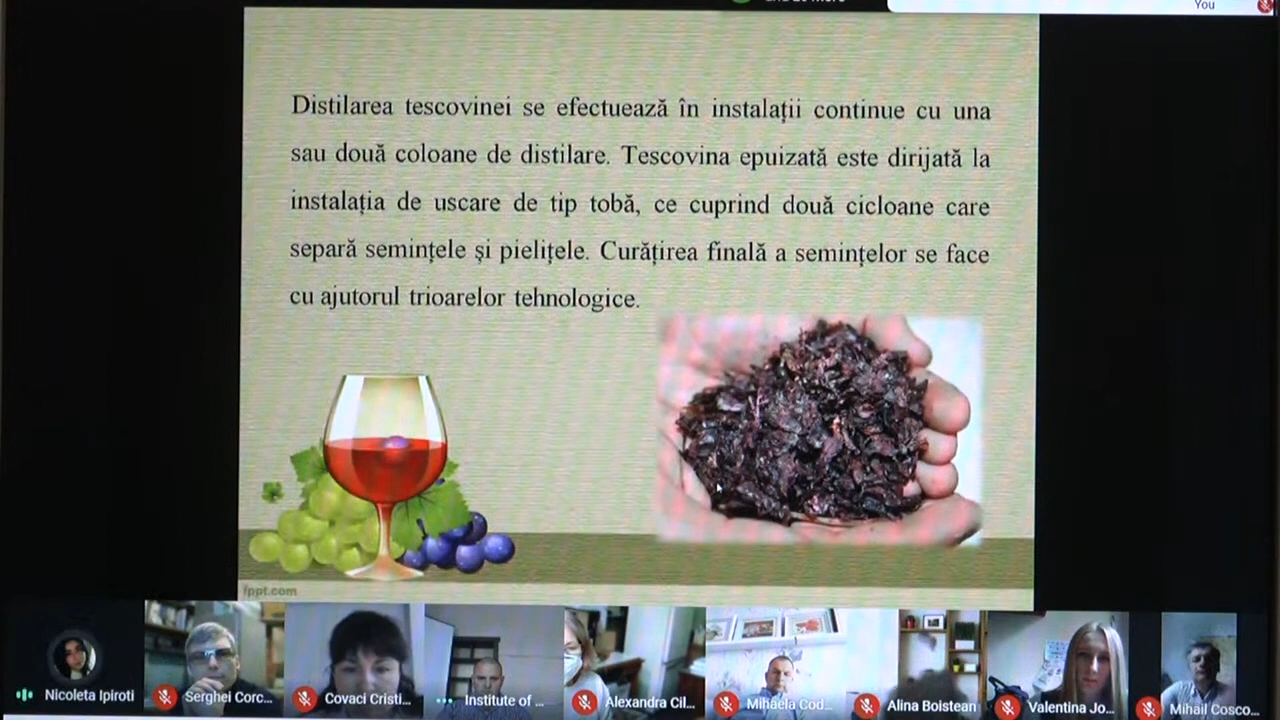 You
Distilarea tescovinei se efectuează în instalații continue cu una
sau două coloane de distilare. Tescovina epuizată este dirijată la
instalația de uscare de tip tobă, ce cuprind două cicloane care
separă semințele și pielițele. Curățirea finală a semințelor se face
cu ajutorul trioarelor tehnologice.
fppt.com
Nicoleta Ipiroti
Serghei Corc...
Covaci Cristi...
Institute of ...
Alexandra Cil...
Mihaela Cod...
Alina Boistean
Valentina Jo...
Mihail Cosco...